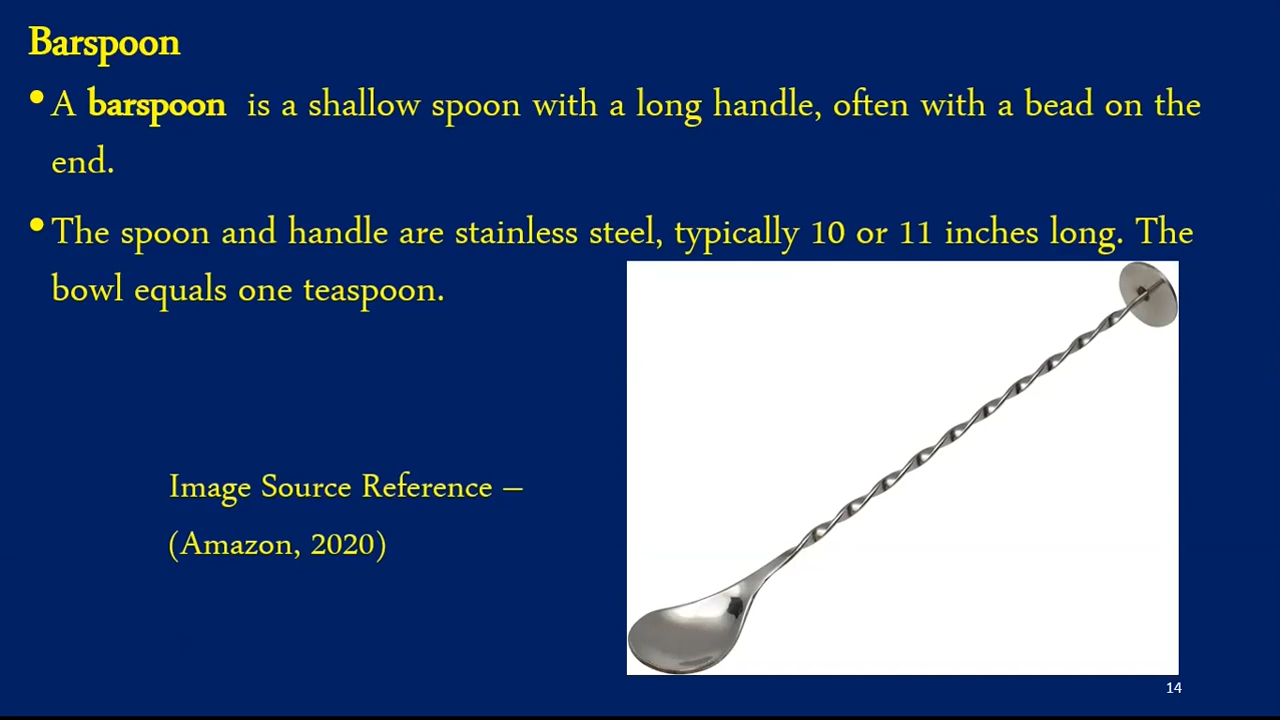 Barspoon
• A barspoon is a shallow spoon with a long handle, often with a bead on the
end.
• The spoon and handle are stainless steel, typically 10 or 11 inches long. The
bowl equals one teaspoon.
Image Source Reference –
(Amazon, 2020)
14